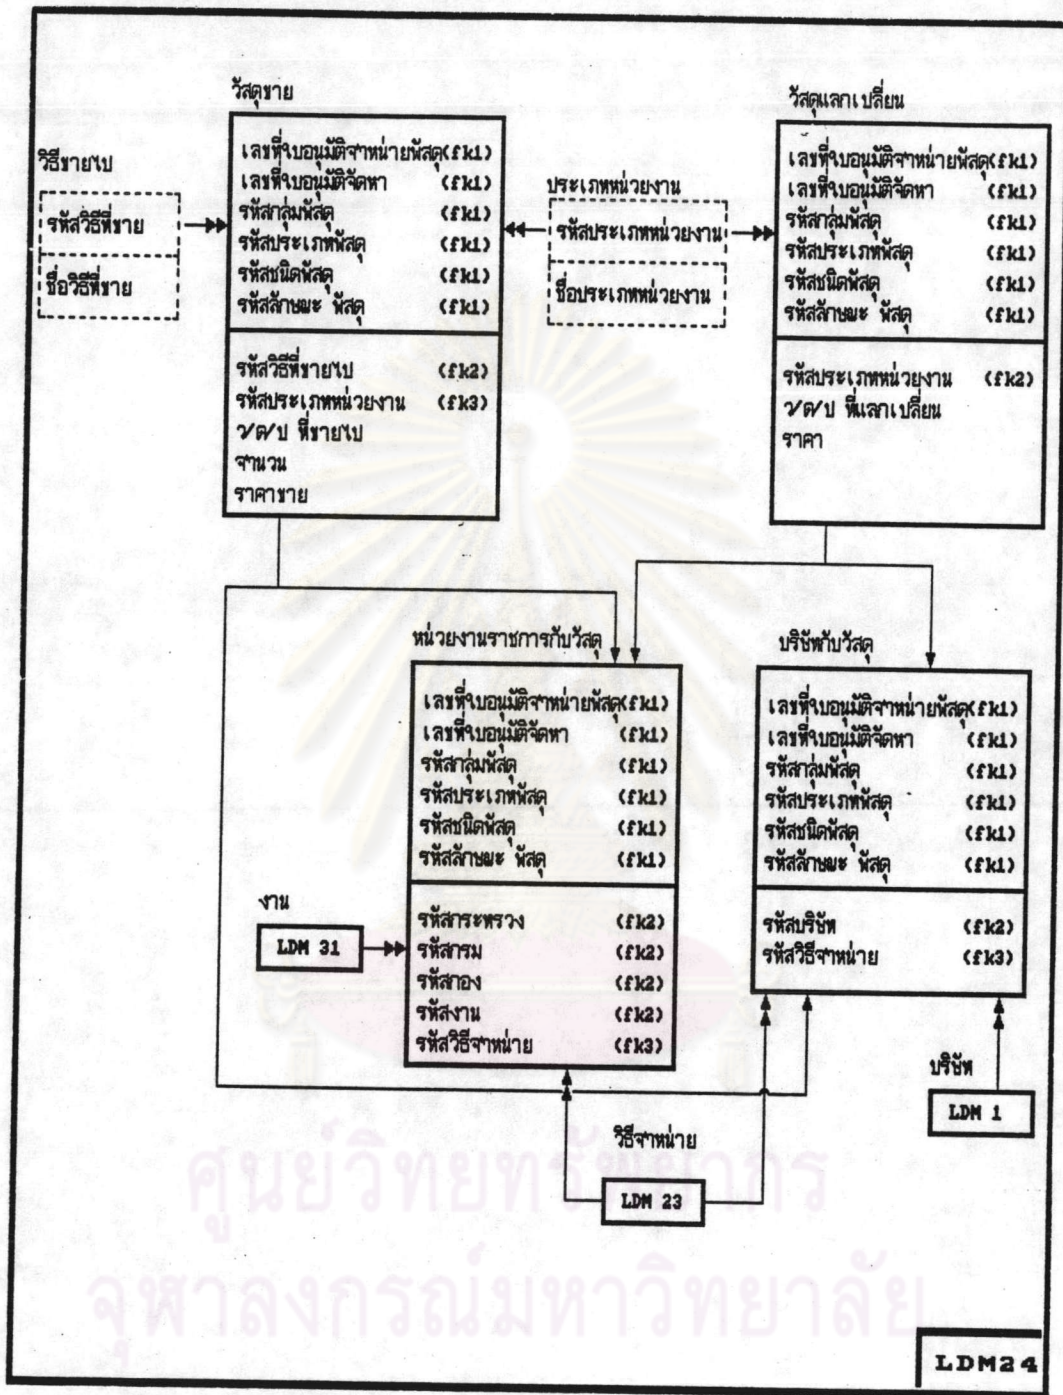 วัสดุขาย
เลขที่ใบอนุมัติจำหน่ายพัสดุ(fk1)
เลขที่ใบอนุมัติจัดหา (fk1)
รหัสกลุ่มพัสดุ (fk1)
รหัสประเภทพัสดุ (fk1)
รหัสชนิดพัสดุ (fk1)
รหัสลักษณะ พัสดุ (fk1)
รหัสวิธีที่ขายไป (fk2)
รหัสประเภทหน่วยงาน (fk3)
ว/ด/ป ที่ขายไป
จำนวน
ราคาขาย
วิธีขายไป
รหัสวิธีที่ขาย
ชื่อวิธีที่ขาย
ประเภทหน่วยงาน
รหัสประเภทหน่วยงาน
ชื่อประเภทหน่วยงาน
วัสดุแลกเปลี่ยน
เลขที่ใบอนุมัติจำหน่ายพัสดุ(fk1)
เลขที่ใบอนุมัติจัดหา (fk1)
รหัสกลุ่มพัสดุ (fk1)
รหัสประเภทพัสดุ (fk1)
รหัสชนิดพัสดุ (fk1)
รหัสลักษณะ พัสดุ (fk1)
รหัสประเภทหน่วยงาน (fk2)
ว/ด/ป ที่แลกเปลี่ยน
ราคา
หน่วยงานราชการกับวัสดุ
เลขที่ใบอนุมัติจำหน่ายพัสดุ(fk1)
เลขที่ใบอนุมัติจัดหา (fk1)
รหัสกลุ่มพัสดุ (fk1)
รหัสประเภทพัสดุ (fk1)
รหัสชนิดพัสดุ (fk1)
รหัสลักษณะ พัสดุ (fk1)
รหัสกระทรวง (fk2)
รหัสกรม (fk2)
รหัสกอง (fk2)
รหัสงาน (fk2)
รหัสวิธีจำหน่าย (fk3)
บริษัทกับวัสดุ
เลขที่ใบอนุมัติจำหน่ายพัสดุ(fk1)
เลขที่ใบอนุมัติจัดหา (fk1)
รหัสกลุ่มพัสดุ (fk1)
รหัสประเภทพัสดุ (fk1)
รหัสชนิดพัสดุ (fk1)
รหัสลักษณะ พัสดุ (fk1)
รหัสบริษัท (fk2)
รหัสวิธีจำหน่าย (fk3)
งาน
LDM 31
บริษัท
LDM 1
วิธีจำหน่าย
LDM 23
ศูนย์วิทยทรัพยากร
จุฬาลงกรณ์มหาวิทยาลัย
LDM24